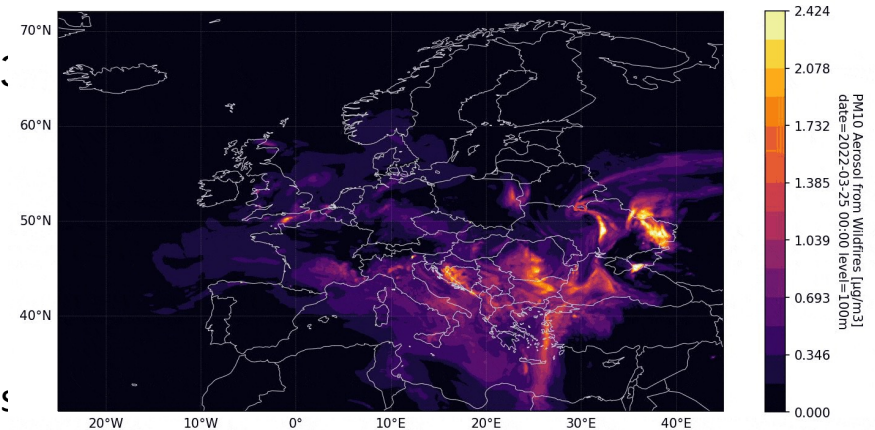 70°N
60°N
50°N
40°N
20°W
10°W
0°
10°E
20°E
30°E
40°E
2.424
2.078
1.732
1.385
1.039
0.693
0.346
0.000
PM10 Aerosol from Wildfires [µg/m3]
date=2022-03-25 00:00 level=100m